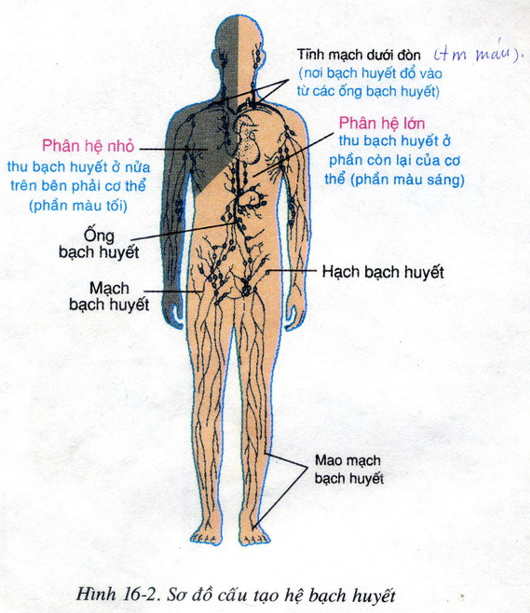 Tĩnh mạch dưới đòn (tm máu).
(nơi bạch huyết đổ vào
từ các ống bạch huyết)
Phân hệ lớn
thu bạch huyết ở
phần còn lại của cơ
thể (phần màu sáng)
Phân hệ nhỏ
thu bạch huyết ở nửa
trên bên phải cơ thể
(phần màu tối)
Ống
bạch huyết
Hạch bạch huyết
Mạch
bạch huyết
Mao mạch
bạch huyết
Hình 16-2. Sơ đồ cấu tạo hệ bạch huyết